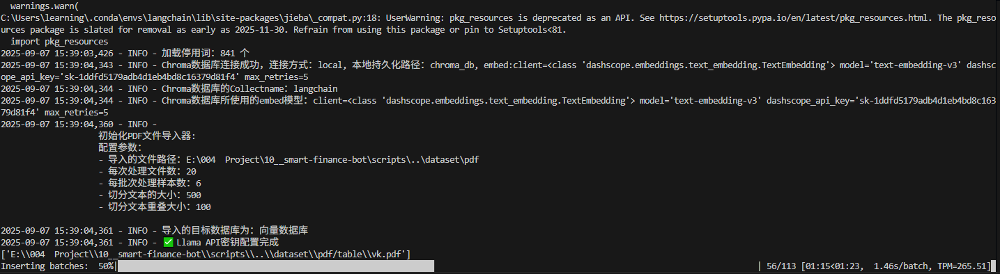 warnings.warn(
C:\Users\learning\.conda\envs\langchain\lib\site-packages\jieba\_compat.py:18: UserWarning: pkg_resources is deprecated as an API. See https://setuptools.pypa.io/en/latest/pkg_resources.html. The pkg_reso
urces package is slated for removal as early as 2025-11-30. Refrain from using this package or pin to Setuptools<81.
  import pkg_resources
2025-09-07 15:39:03,426 - INFO - 加载停用词：841 个
2025-09-07 15:39:04,343 - INFO - Chroma数据库连接成功，连接方式：local, 本地持久化路径：chroma_db, embed:client=<class 'dashscope.embeddings.text_embedding.TextEmbedding'> model='text-embedding-v3' dashsc
ope_api_key='sk-1ddfd5179adb4d1eb4bd8c16379d81f4' max_retries=5
2025-09-07 15:39:04,344 - INFO - Chroma数据库的Collectname：langchain
2025-09-07 15:39:04,344 - INFO - Chroma数据库所使用的embed模型：client=<class 'dashscope.embeddings.text_embedding.TextEmbedding'> model='text-embedding-v3' dashscope_api_key='sk-1ddfd5179adb4d1eb4bd8c163
79d81f4' max_retries=5
2025-09-07 15:39:04,360 - INFO -
初始化PDF文件导入器：
配置参数：
- 导入的文件路径：E:\004  Project\10__smart-finance-bot\scripts\..\dataset\pdf
- 每次处理文件数：20
- 每批次处理样本数：6
- 切分文本的大小：500
- 切分文本重叠大小：100
2025-09-07 15:39:04,361 - INFO - 导入的目标数据库为：向量数据库
2025-09-07 15:39:04,361 - INFO - ✅ Llama API密钥配置完成
['E:\\004  Project\\10__smart-finance-bot\\scripts\\..\\dataset\\pdf/table\\vk.pdf']
Inserting batches:  50%| | 56/113 [01:15<01:23,  1.46s/batch, TPM=265.51]